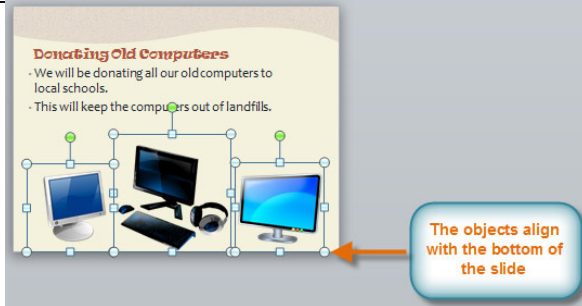 Donating Old Computers
· We will be donating all our old computers to
local schools.
· This will keep the computers out of landfills.
The objects align
with the bottom of
the slide